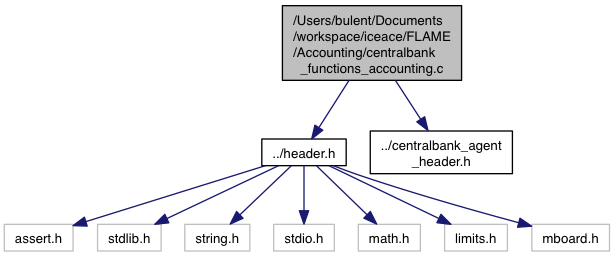 /Users/bulent/Documents
/workspace/iceace/FLAME
/Accounting/centralbank
_functions_accounting.c
../header.h
../centralbank_agent
_header.h
assert.h
stdlib.h
string.h
stdio.h
math.h
limits.h
mboard.h